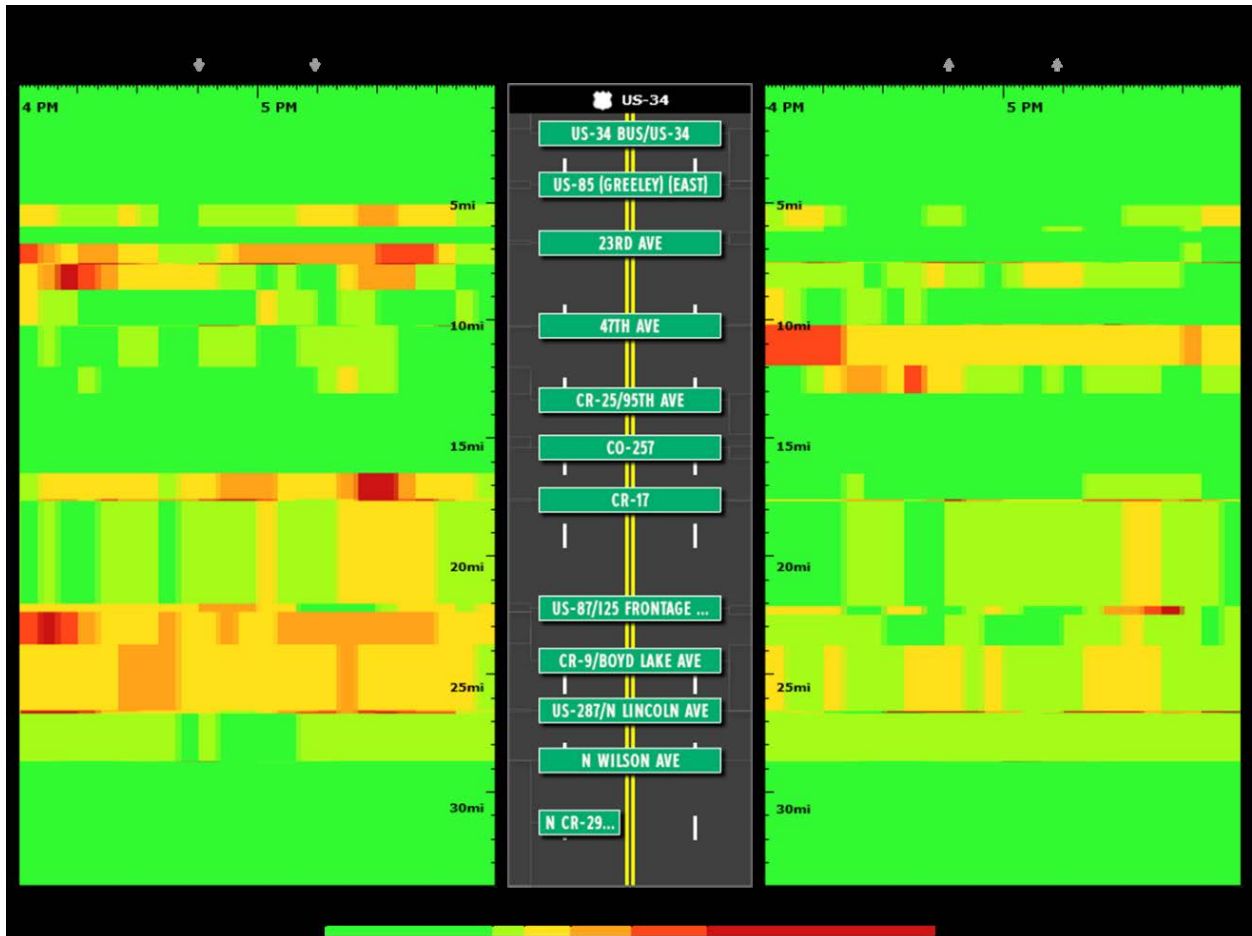 4 PM
5 PM
5mi
10mi
15mi
20mi
25mi
30mi
US-34
US-34 BUS/US-34
US-85 (GREELEY) (EAST)
23RD AVE
47TH AVE
CR-25/95TH AVE
CO-257
CR-17
US-87/I25 FRONTAGE ...
CR-9/BOYD LAKE AVE
US-287/N LINCOLN AVE
N WILSON AVE
N CR-29...
4 PM
5 PM
5mi
10mi
15mi
20mi
25mi
30mi